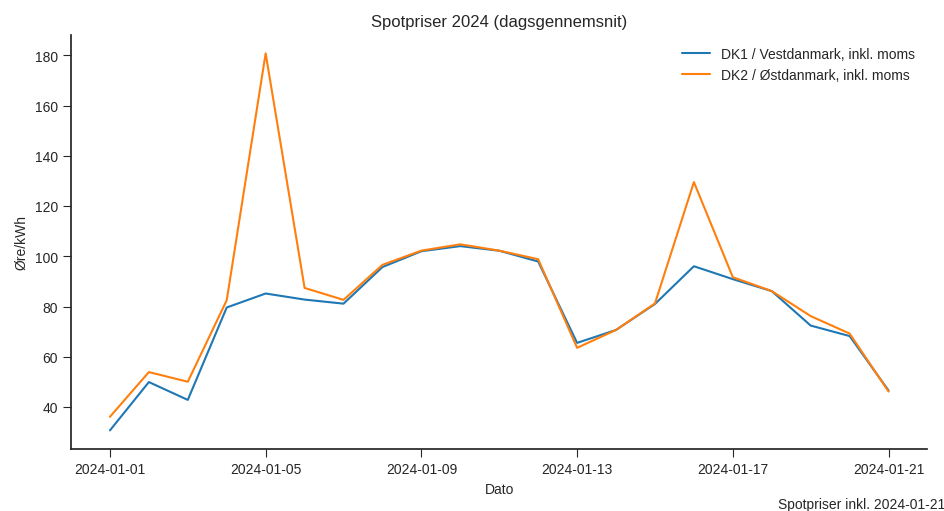 Spotpriser 2024 (dagsgennemsnit)
DK1 / Vestdanmark, inkl. moms
DK2 / Østdanmark, inkl. moms
Øre/kWh
180
160
140
120
100
80
60
40
2024-01-01 2024-01-05 2024-01-09 2024-01-13 2024-01-17 2024-01-21
Dato
Spotpriser inkl. 2024-01-21